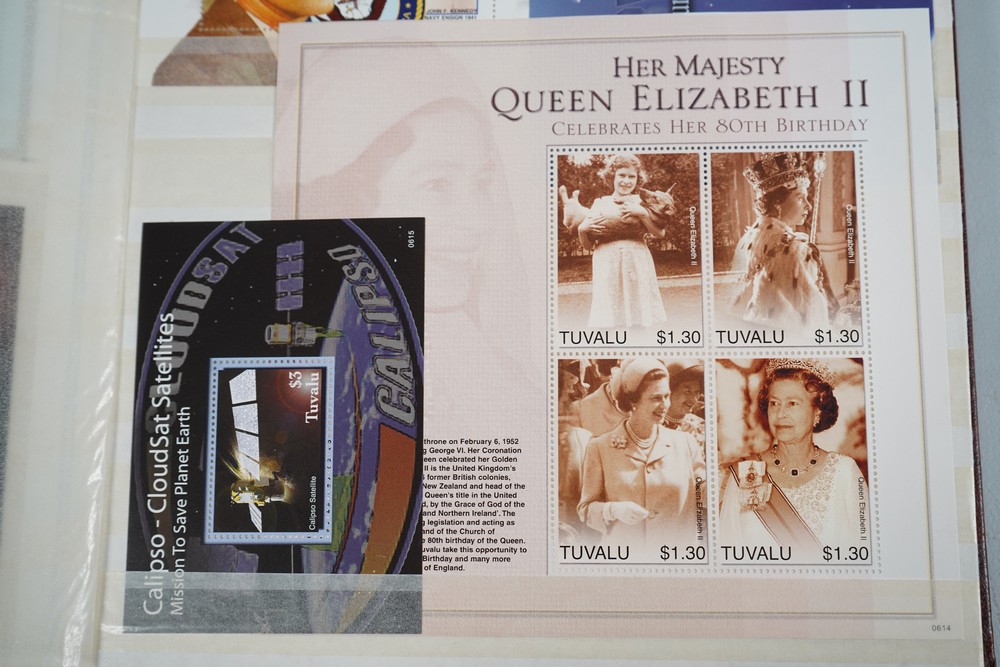 JOHN F. KENNEDY
NAVY ENSIGN 1941
HER MAJESTY
QUEEN ELIZABETH II
CELEBRATES HER 80TH BIRTHDAY
Queen Elizabeth II
TUVALU $1.30
Queen Elizabeth II
TUVALU $1.30
Queen Elizabeth II
TUVALU $1.30
Queen Elizabeth II
TUVALU $1.30
throne on February 6, 1952
g George VI. Her Coronation
een celebrated her Golden
II is the United Kingdom's
former British colonies,
New Zealand and head of the
Queen's title in the United
d, by the Grace of God of the
and Northern Ireland'. The
g legislation and acting as
nd of the Church of
e 80th birthday of the Queen.
uvalu take this opportunity to
Birthday and many more
of England.
0614
0615
CLOUDSAT
CALIPSO
Calipso - CloudSat Satellites
Mission To Save Planet Earth
$3
Tuvalu
Calipso Satellite